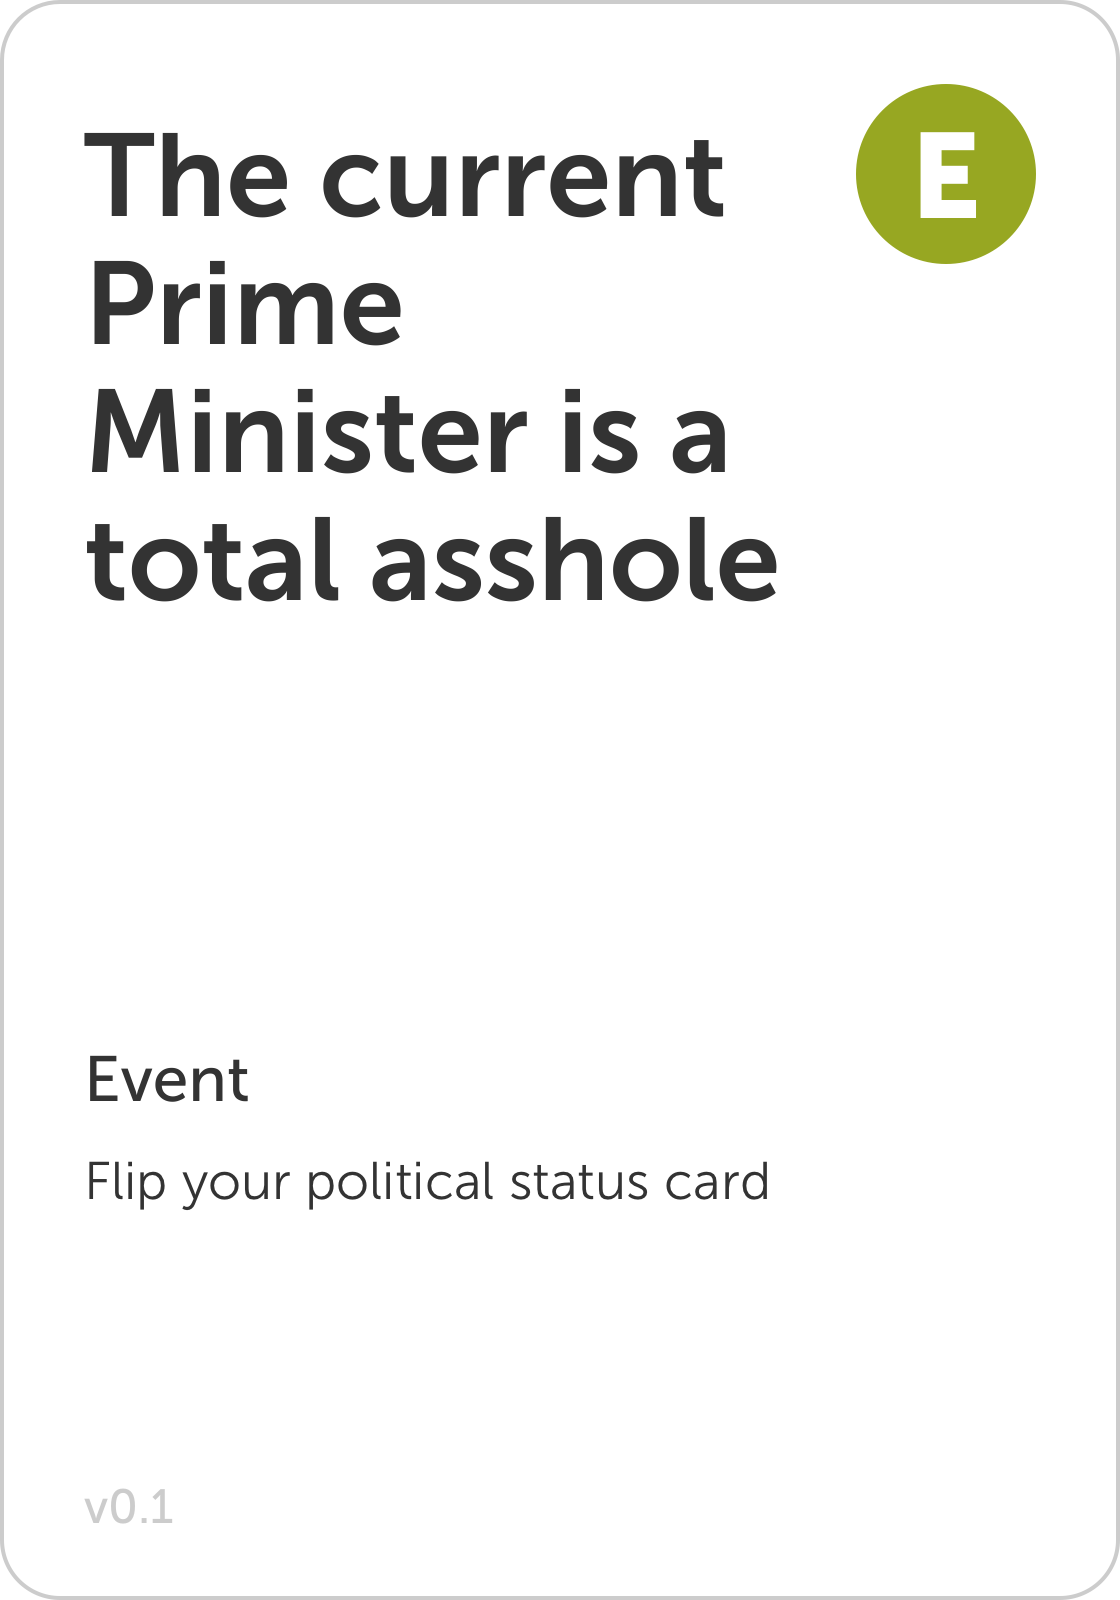 The current
E
Prime
Minister is a
total asshole
Event
Flip your political status card
v0.1